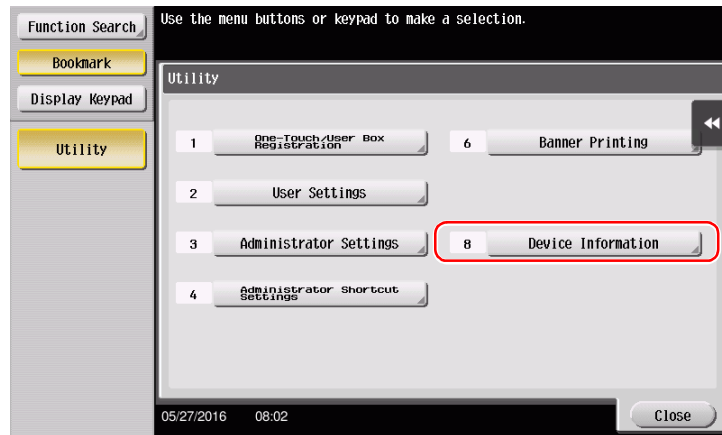 Function Search
Use the menu buttons or keypad to make a selection.
Bookmark
Display Keypad
Utility
Utility
1 One-Touch/User Box
Registration
6 Banner Printing
2 User Settings
3 Administrator Settings
8 Device Information
4 Administrator Shortcut
Settings
05/27/2016 08:02
Close